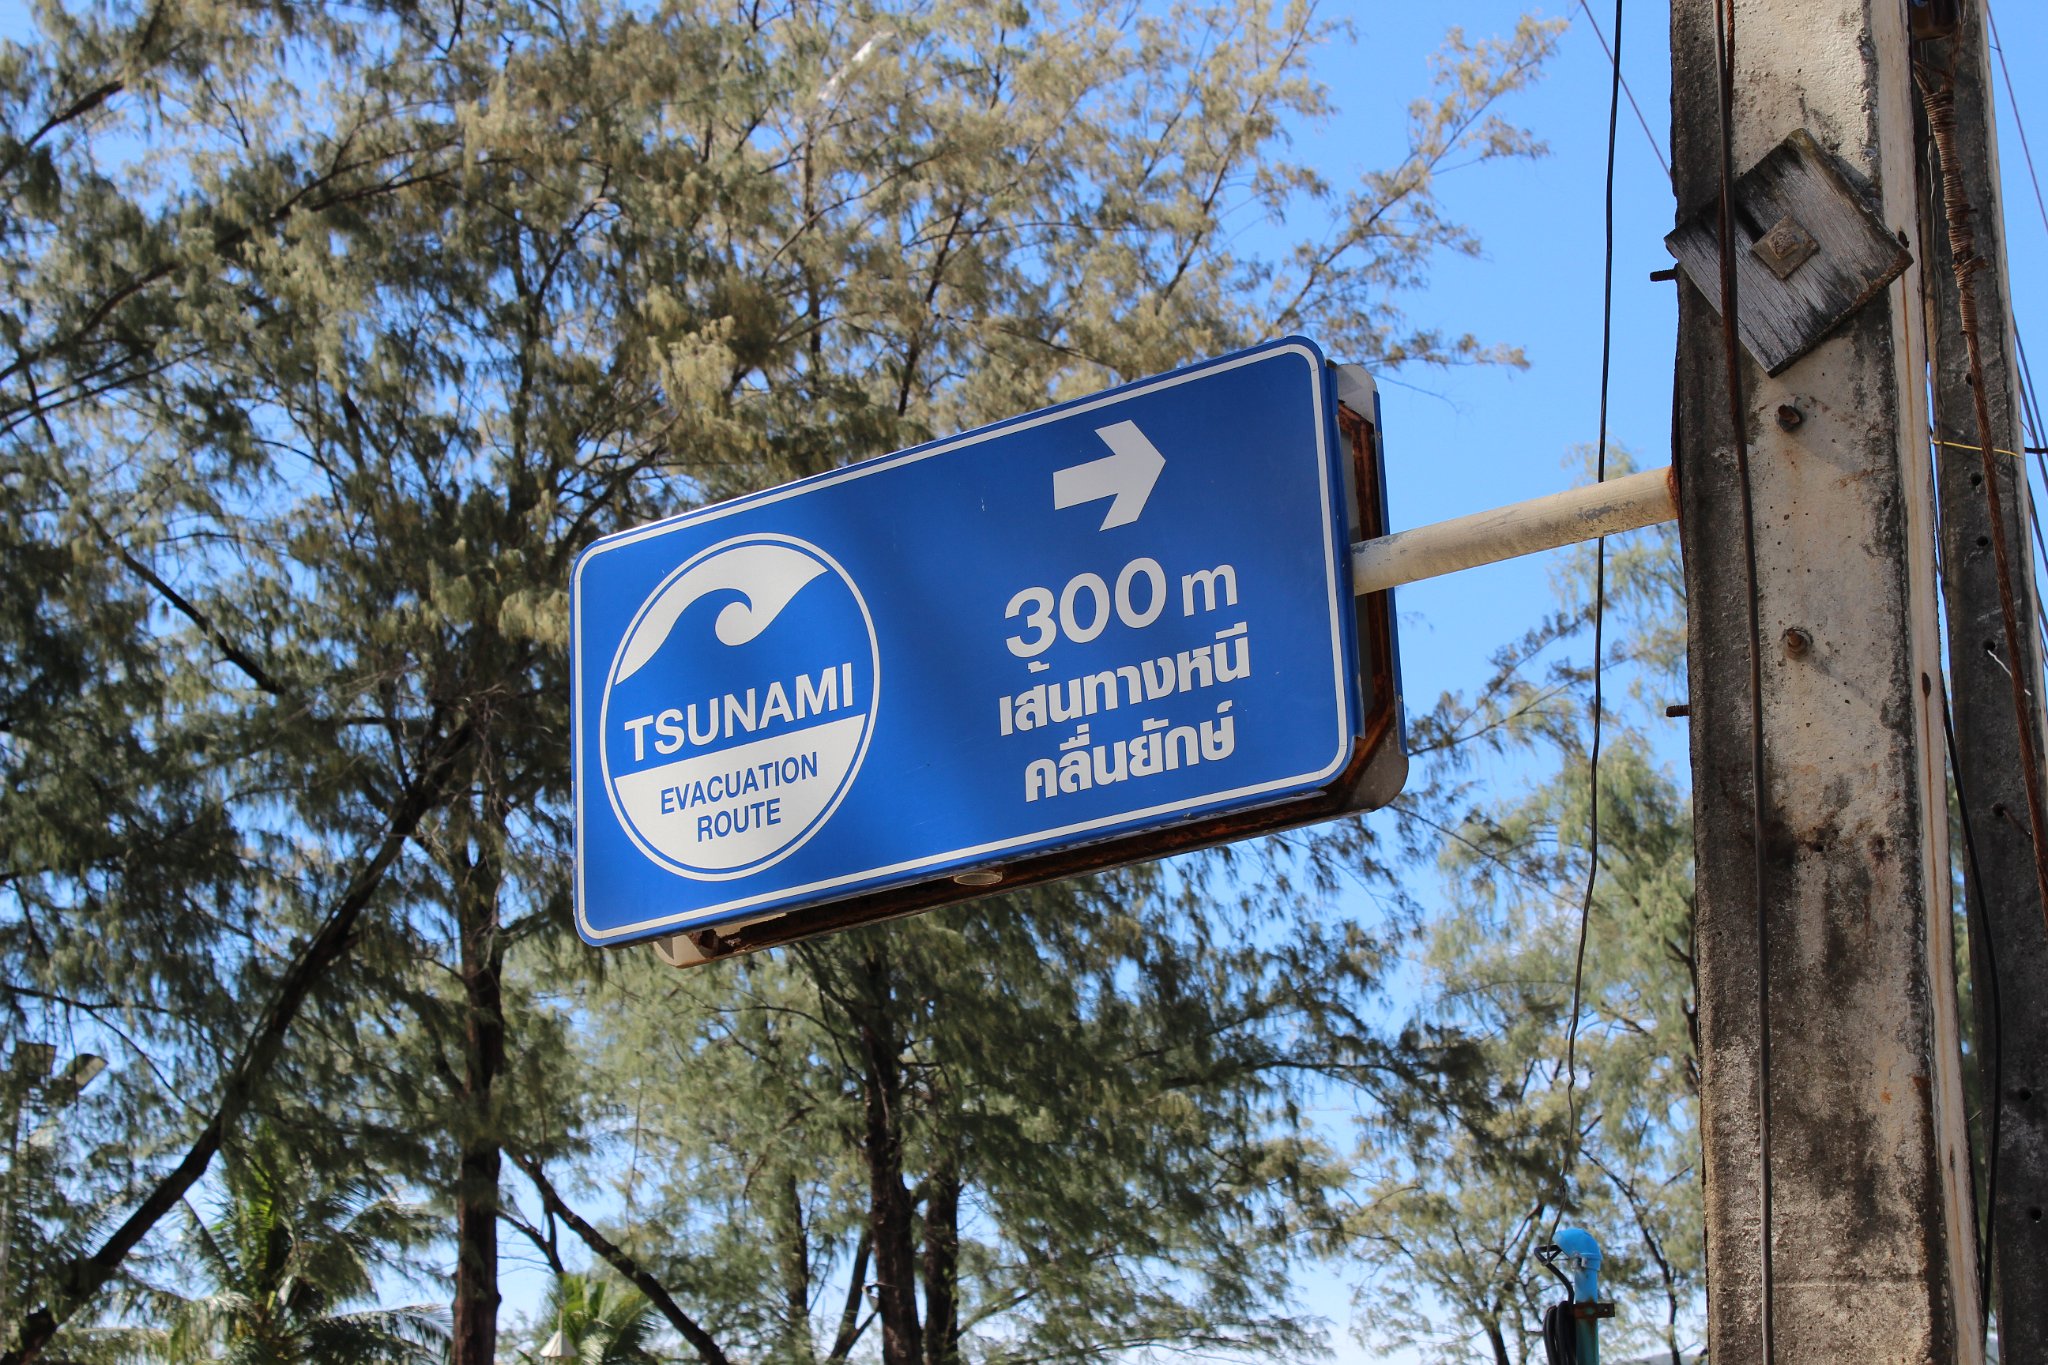 TSUNAMI
EVACUATION
ROUTE
300 m
เส้นทางหนี
คลื่นยักษ์